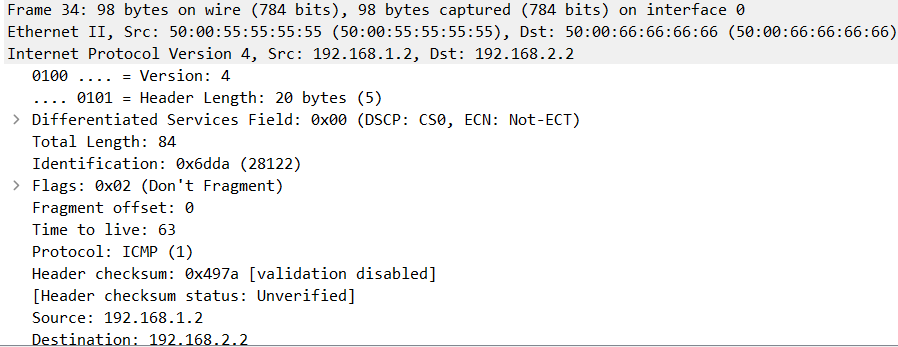 Frame 34: 98 bytes on wire (784 bits), 98 bytes captured (784 bits) on interface 0
Ethernet II, Src: 50:00:55:55:55:55 (50:00:55:55:55:55), Dst: 50:00:66:66:66:66 (50:00:66:66:66:66)
Internet Protocol Version 4, Src: 192.168.1.2, Dst: 192.168.2.2
0100 .... = Version: 4
.... 0101 = Header Length: 20 bytes (5)
> Differentiated Services Field: 0x00 (DSCP: CS0, ECN: Not-ECT)
Total Length: 84
Identification: 0x6dda (28122)
> Flags: 0x02 (Don't Fragment)
Fragment offset: 0
Time to live: 63
Protocol: ICMP (1)
Header checksum: 0x497a [validation disabled]
[Header checksum status: Unverified]
Source: 192.168.1.2
Destination: 192.168.2.2